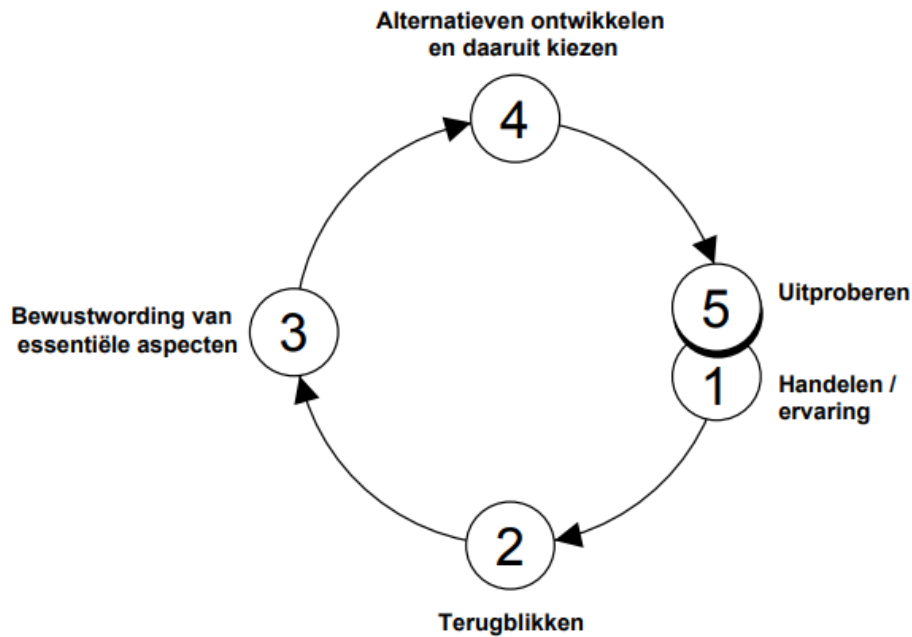 Alternatieven ontwikkelen
en daaruit kiezen
4
5
Uitproberen
Bewustwording van
essentiële aspecten
3
1
Handelen /
ervaring
2
Terugblikken